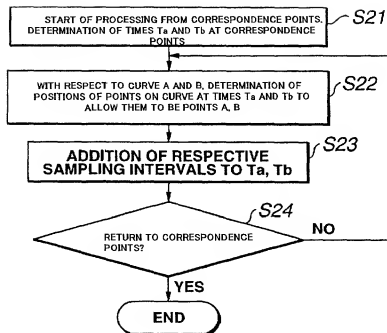 START OF PROCESSING FROM CORRESPONDENCE POINTS.
DETERMINATION OF TIMES Ta AND Tb AT CORRESPONDENCE
POINTS
S21
WITH RESPECT TO CURVE A AND B, DETERMINATION OF
POSITIONS OF POINTS ON CURVE AT TIMES Ta AND Tb TO
ALLOW THEM TO BE POINTS A, B
S22
ADDITION OF RESPECTIVE
SAMPLING INTERVALS TO Ta, Tb
S23
S24
RETURN TO CORRESPONDENCE
POINTS?
NO
YES
END